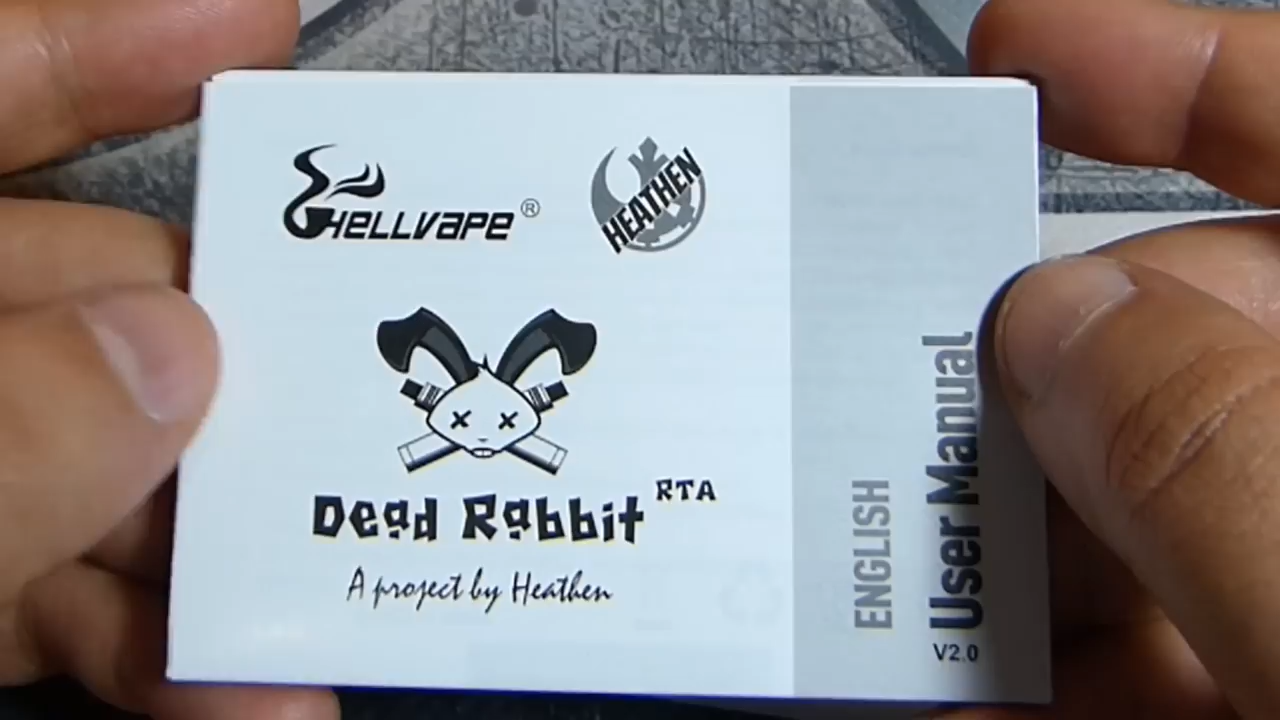 HELLVAPE®
HEATHEN
Dead Rabbit RTA
A project by Heathen
ENGLISH
User Manual
V2.0